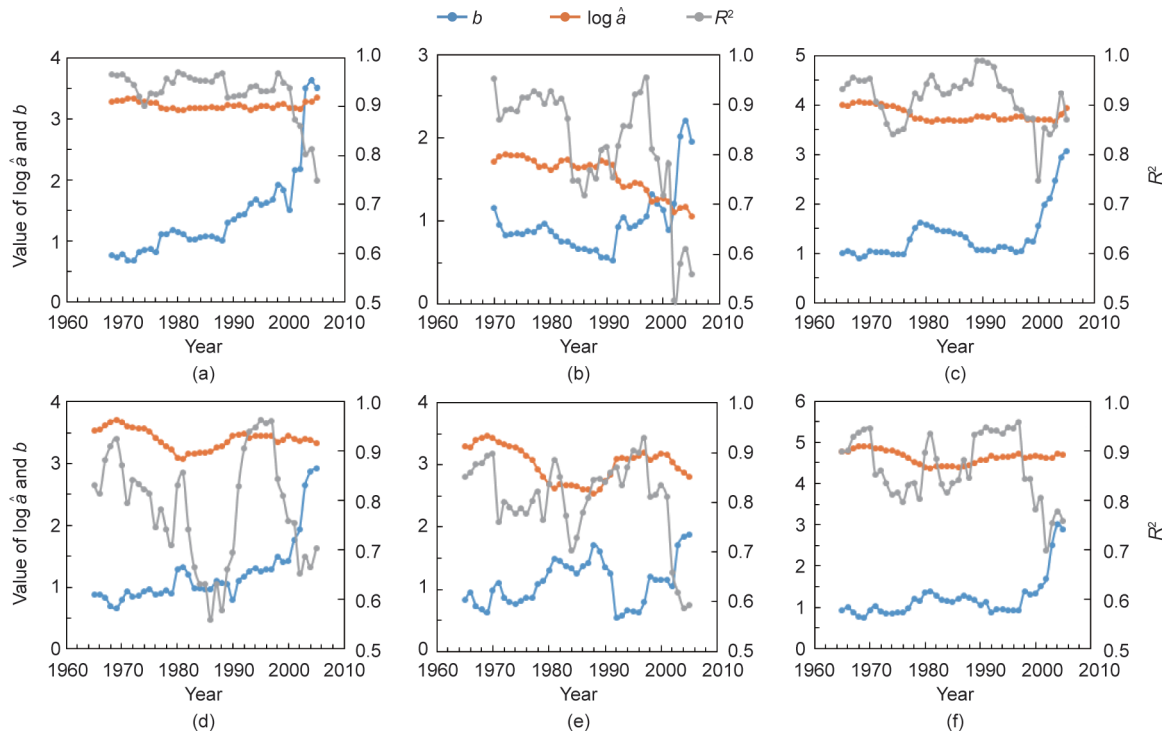 b log â R²
4 1.0 3 1.0 5 1.0
3 0.9 0.9 4 0.9
2 0.8 2 0.8 3 0.8
0.7 0.7 2 0.7
1 0.6 1 0.6 1 0.6
0 0.5 0 0.5 0 0.5
Value of log â and b
R²
1960 1970 1980 1990 2000 2010 1960 1970 1980 1990 2000 2010 1960 1970 1980 1990 2000 2010
Year Year Year
(a) (b) (c)
4 1.0 4 1.0 6 1.0
3 0.9 3 0.9 5 0.9
2 0.8 2 0.8 4 0.8
3
0.7 0.7 2 0.7
1 0.6 1 0.6 1 0.6
0 0.5 0 0.5 0 0.5
Value of log â and b
R²
1960 1970 1980 1990 2000 2010 1960 1970 1980 1990 2000 2010 1960 1970 1980 1990 2000 2010
Year Year Year
(d) (e) (f)